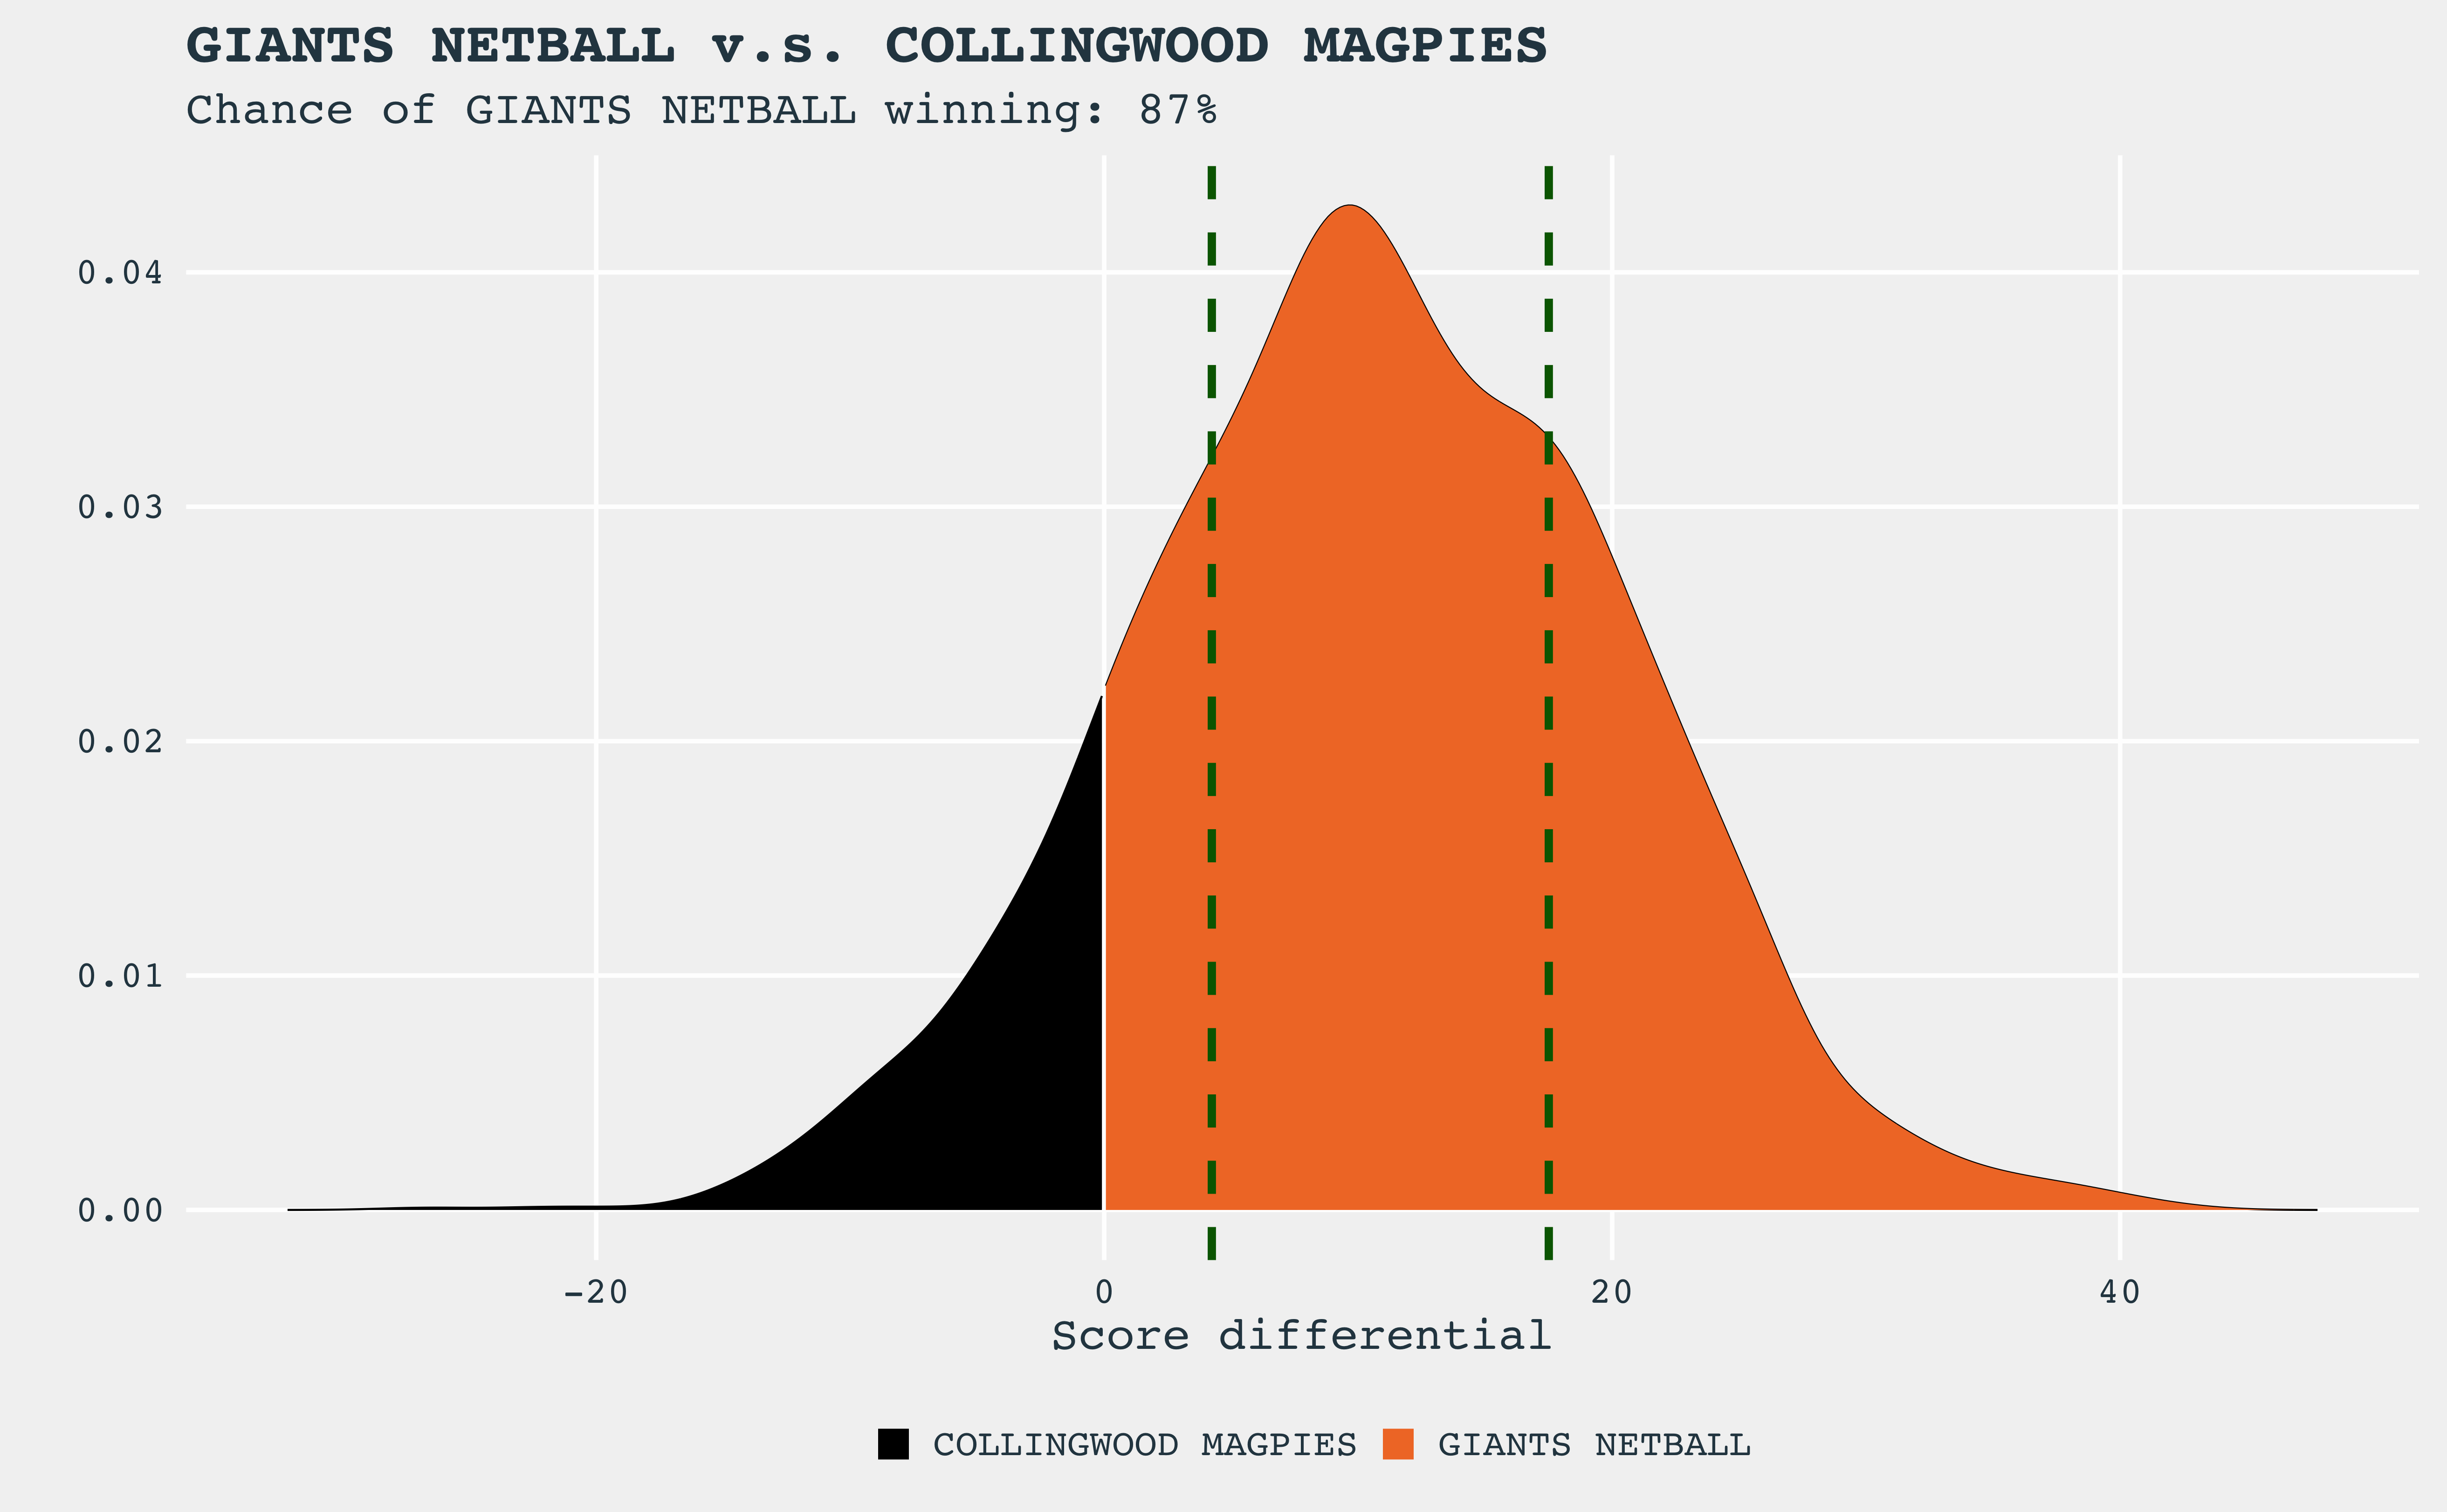 GIANTS NETBALL v.s. COLLINGWOOD MAGPIES
Chance of GIANTS NETBALL winning: 87%
0.04
0.03
0.02
0.01
0.00
-20 0 20 40
Score differential
COLLINGWOOD MAGPIES GIANTS NETBALL